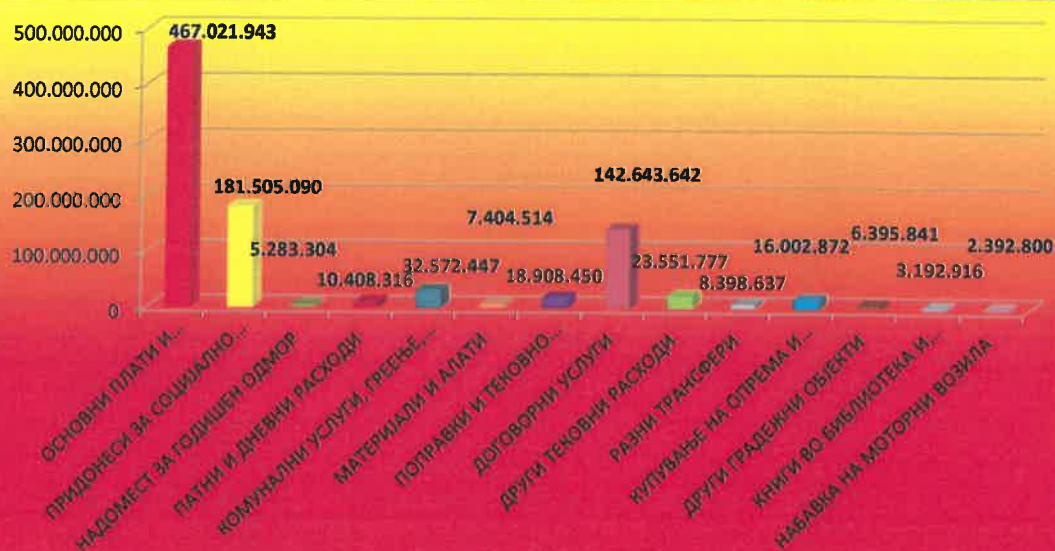 500.000.000
400.000.000
300.000.000
200.000.000
100.000.000
0
467.021.943
181.505.090
5.283.304
10.408.316
32.572.447
7.404.514
18.908.450
142.643.642
23.551.777
8.398.637
16.002.872
6.395.841
3.192.916
2.392.800
ОСНОВНИ ПЛАТИ И...
ПРИДОНЕСИ ЗА СОЦИЈАЛНО...
НАДОМЕСТ ЗА ГОДИШЕН ОДМОР
ПАТНИ И ДНЕВНИ РАСХОДИ
КОМУНАЛНИ УСЛУГИ, ГРЕЕЊЕ,...
МАТЕРИЈАЛИ И АЛАТИ
ПОПРАВКИ И ТЕКОВНО...
ДОГОВОРНИ УСЛУГИ
ДРУГИ ТЕКОВНИ РАСХОДИ
РАЗНИ ТРАНСФЕРИ
КУПУВАЊЕ НА ОПРЕМА И...
ДРУГИ ГРАДЕЖНИ ОБЈЕКТИ
КНИГИ ВО БИБЛИОТЕКА И...
НАБАВКА НА МОТОРНИ ВОЗИЛА